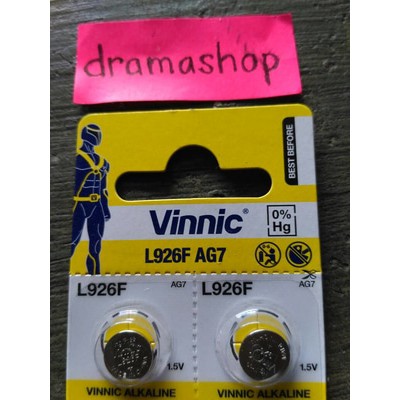 dramashop
BEST BEFORE
Vinnic®
0%
Hg
L926F AG7
L926F AG7
L926F AG7
1.5V
1.5V
VINNIC ALKALINE
VINNIC ALKALINE